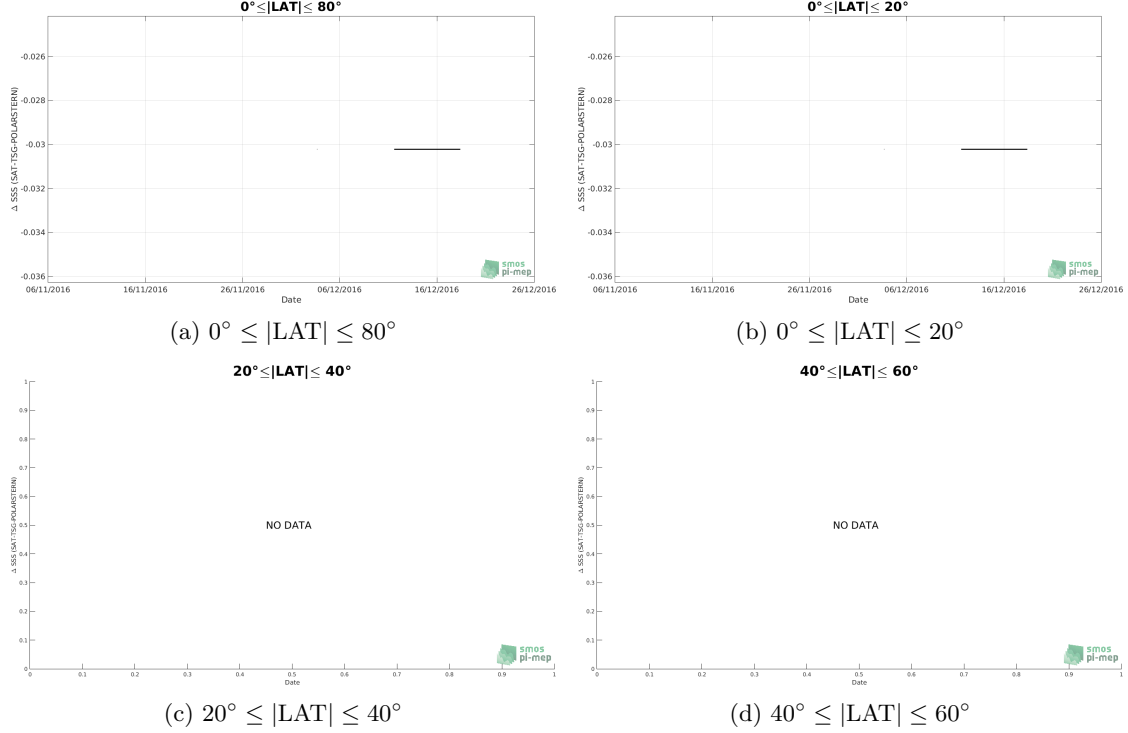 0°≤|LAT|≤ 80°
Δ SSS (SAT-TSG-POLARSTERN)
-0.026
-0.028
-0.03
-0.032
-0.034
-0.036
06/11/2016 16/11/2016 26/11/2016 06/12/2016 16/12/2016 26/12/2016
Date
smos
pi-mep
(a) 0° ≤ |LAT| ≤ 80°
0°≤|LAT|≤ 20°
Δ SSS (SAT-TSG-POLARSTERN)
-0.026
-0.028
-0.03
-0.032
-0.034
-0.036
06/11/2016 16/11/2016 26/11/2016 06/12/2016 16/12/2016 26/12/2016
Date
smos
pi-mep
(b) 0° ≤ |LAT| ≤ 20°
20°≤|LAT|≤ 40°
Δ SSS (SAT-TSG-POLARSTERN)
1
0.9
0.8
0.7
0.6
0.5
0.4
0.3
0.2
0.1
0
NO DATA
0 0.1 0.2 0.3 0.4 0.5 0.6 0.7 0.8 0.9 1
Date
smos
pi-mep
(c) 20° ≤ |LAT| ≤ 40°
40°≤|LAT|≤ 60°
Δ SSS (SAT-TSG-POLARSTERN)
1
0.9
0.8
0.7
0.6
0.5
0.4
0.3
0.2
0.1
0
NO DATA
0 0.1 0.2 0.3 0.4 0.5 0.6 0.7 0.8 0.9 1
Date
smos
pi-mep
(d) 40° ≤ |LAT| ≤ 60°